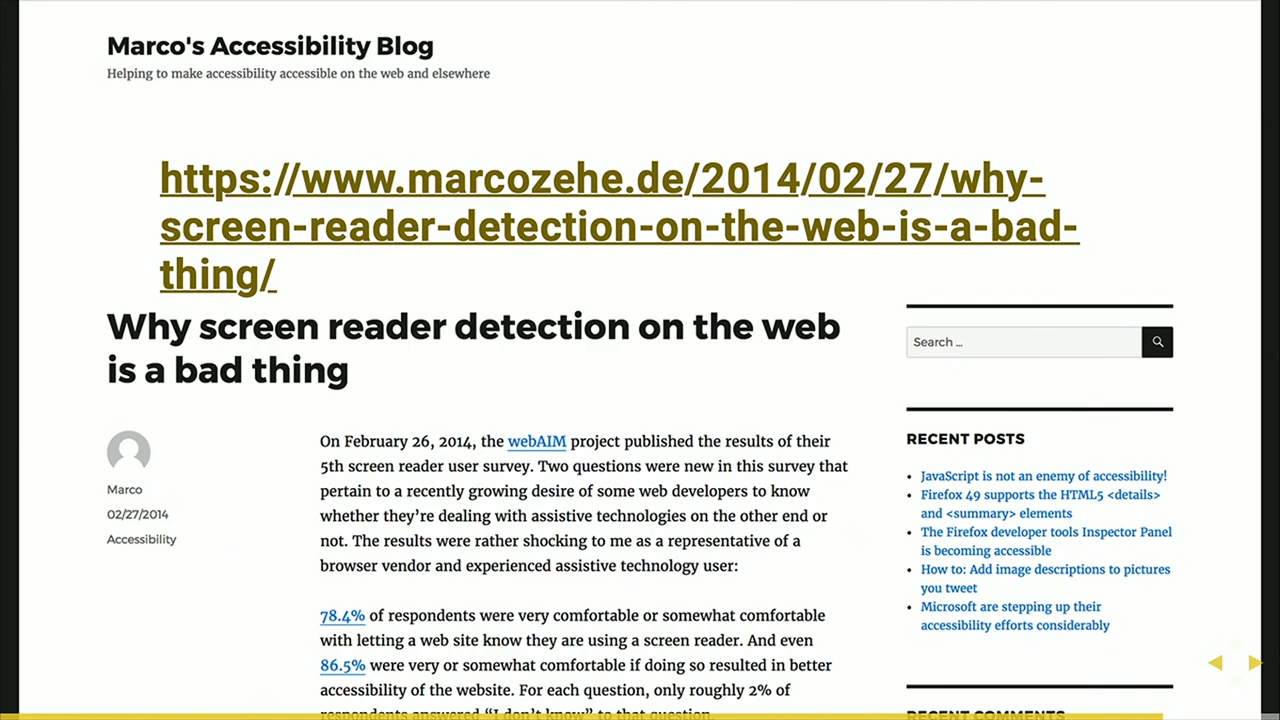 Marco's Accessibility Blog
Helping to make accessibility accessible on the web and elsewhere
https://www.marcozehe.de/2014/02/27/why-
screen-reader-detection-on-the-web-is-a-bad-
thing/
Why screen reader detection on the web
is a bad thing
Marco
02/27/2014
Accessibility
On February 26, 2014, the webAIM project published the results of their
5th screen reader user survey. Two questions were new in this survey that
pertain to a recently growing desire of some web developers to know
whether they're dealing with assistive technologies on the other end or
not. The results were rather shocking to me as a representative of a
browser vendor and experienced assistive technology user:
78.4% of respondents were very comfortable or somewhat comfortable
with letting a web site know they are using a screen reader. And even
86.5% were very or somewhat comfortable if doing so resulted in better
accessibility of the website. For each question, only roughly 2% of
respondents answered “I don't know” to that question.
Search …
RECENT POSTS
JavaScript is not an enemy of accessibility!
Firefox 49 supports the HTML5 <details>
and <summary> elements
The Firefox developer tools Inspector Panel
is becoming accessible
How to: Add image descriptions to pictures
you tweet
Microsoft are stepping up their
accessibility efforts considerably
RECENT COMMENTS